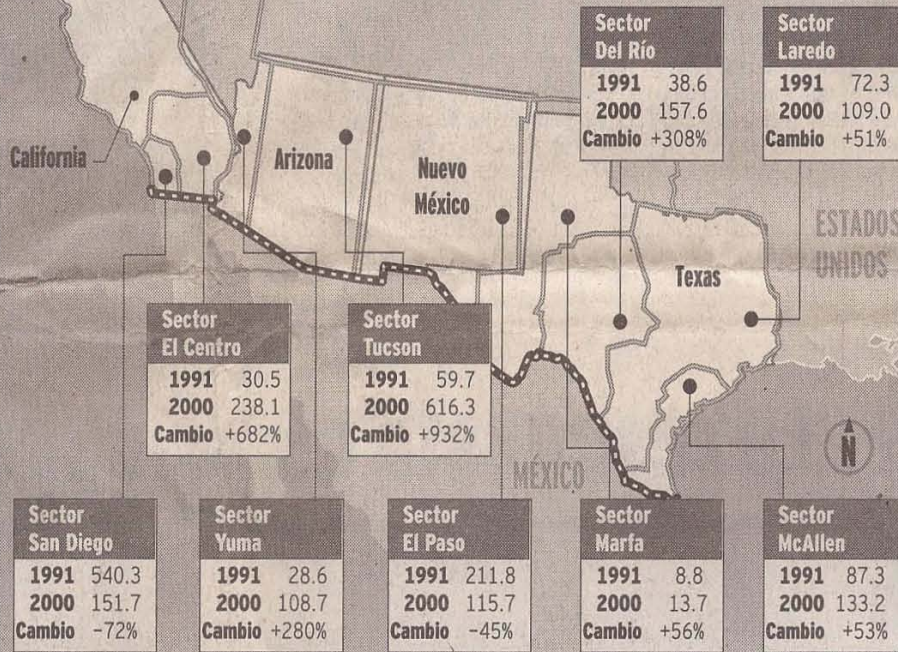 Sector
Del Río
1991 38.6
2000 157.6
Cambio +308%
Sector
Laredo
1991 72.3
2000 109.0
Cambio +51%
California
Arizona
Nuevo
México
Texas
ESTADOS
UNIDOS
Sector
El Centro
1991 30.5
2000 238.1
Cambio +682%
Sector
Tucson
1991 59.7
2000 616.3
Cambio +932%
MÉXICO
N
Sector
San Diego
1991 540.3
2000 151.7
Cambio -72%
Sector
Yuma
1991 28.6
2000 108.7
Cambio +280%
Sector
El Paso
1991 211.8
2000 115.7
Cambio -45%
Sector
Marfa
1991 8.8
2000 13.7
Cambio +56%
Sector
McAllen
1991 87.3
2000 133.2
Cambio +53%